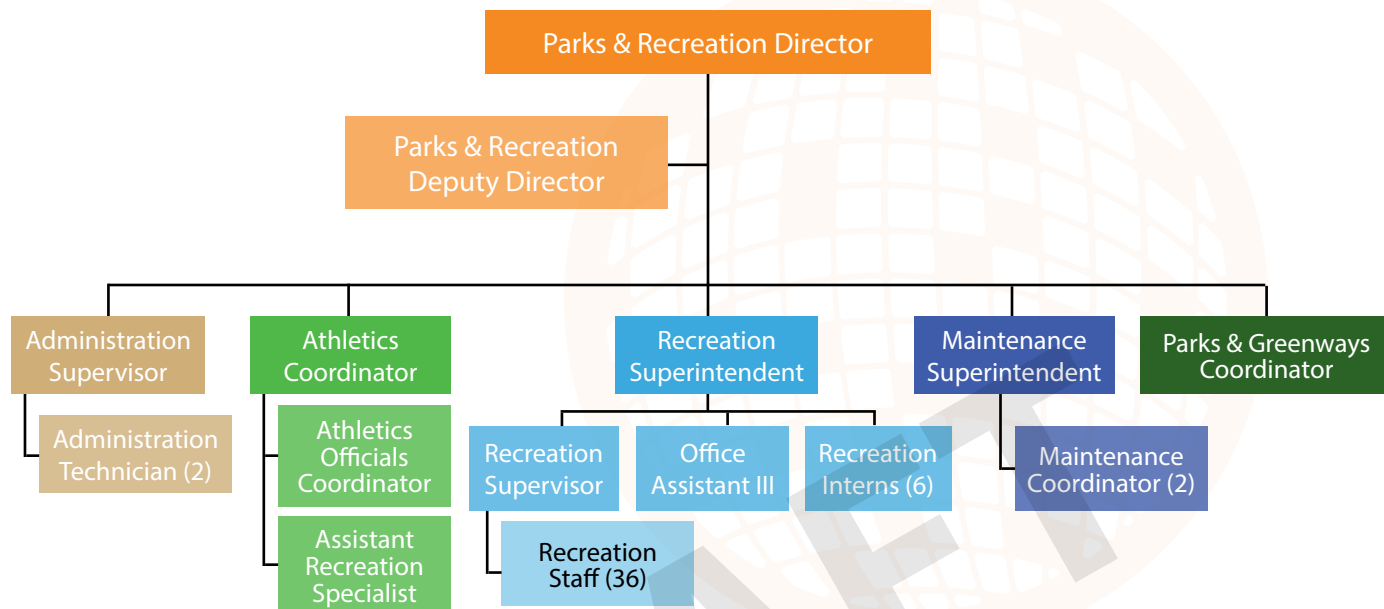 Parks & Recreation Director
Parks & Recreation
Deputy Director
Administration
Supervisor
Administration
Technician (2)
Athletics
Coordinator
Athletics
Officials
Coordinator
Assistant
Recreation
Specialist
Recreation
Superintendent
Recreation
Supervisor
Recreation
Staff (36)
Office
Assistant III
Recreation
Interns (6)
Maintenance
Superintendent
Maintenance
Coordinator (2)
Parks & Greenways
Coordinator
AFT